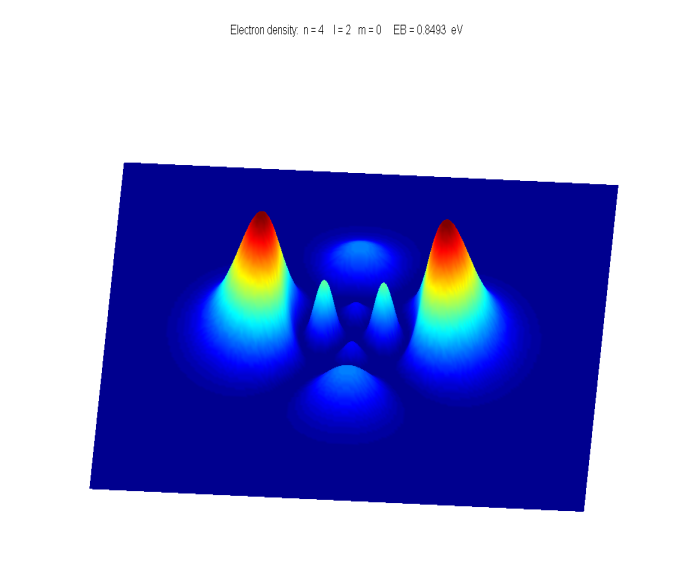 Electron density: n = 4 l = 2 m = 0 EB = 0.8493 eV